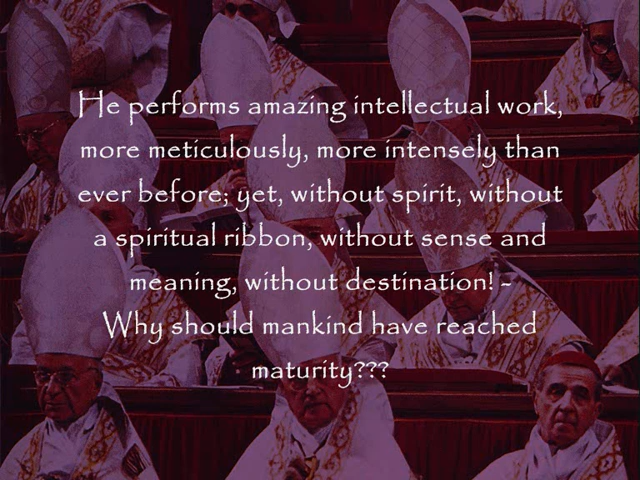 He performs amazing intellectual work,
more meticulously, more intensely than
ever before; yet, without spirit, without
a spiritual ribbon, without sense and
meaning, without destination! -
Why should mankind have reached
maturity???